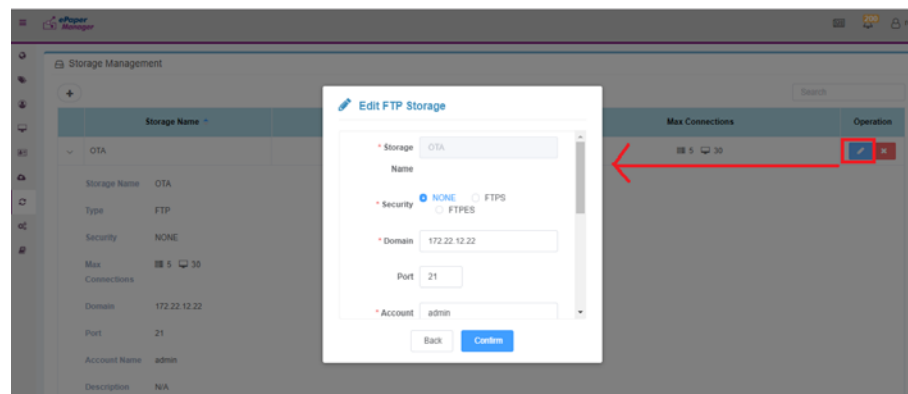 ePaper
Manager
200
Storage Management
+
Search
Storage Name
Max Connections
Operation
OTA
5 30
Storage Name OTA
Type FTP
Security NONE
Max
Connections
5 30
Domain 172.22.12.22
Port 21
Account Name admin
Description N/A
Edit FTP Storage
* Storage
Name
OTA
* Security
NONE FTPS
FTPES
* Domain 172.22.12.22
Port 21
* Account admin
Back Confirm